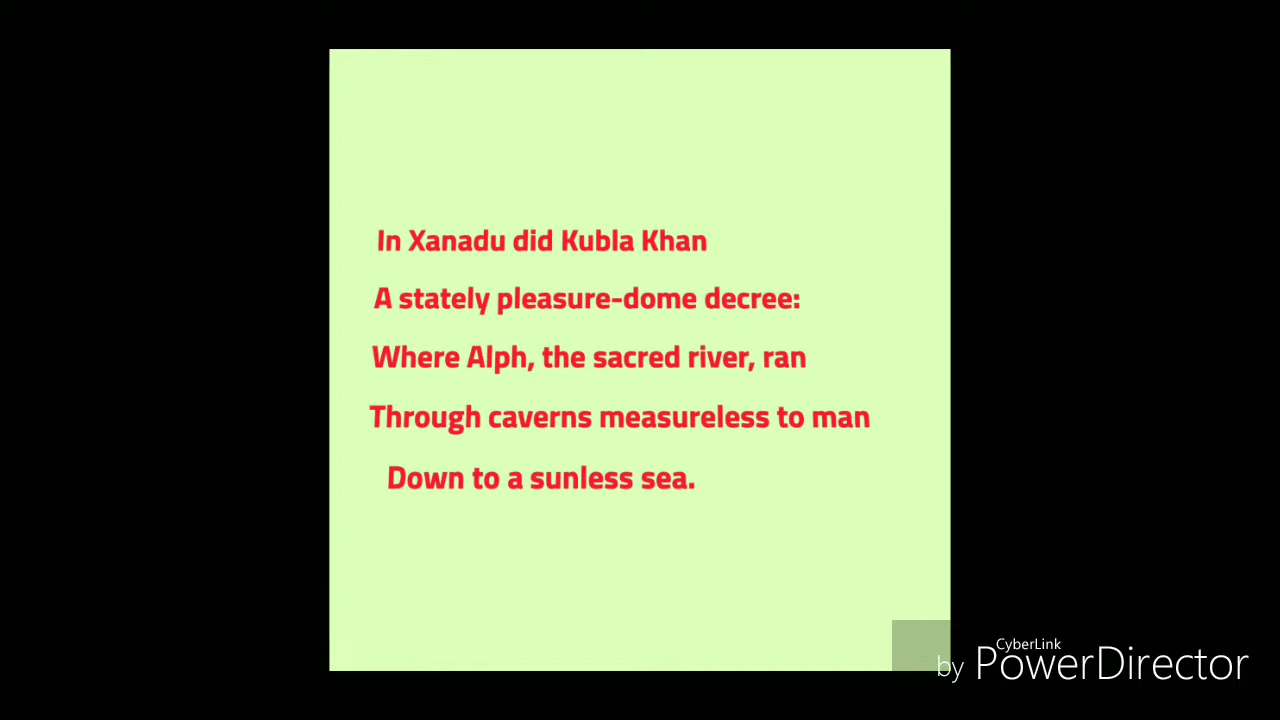 In Xanadu did Kubla Khan
A stately pleasure-dome decree:
Where Alph, the sacred river, ran
Through caverns measureless to man
Down to a sunless sea.
CyberLink
by PowerDirector